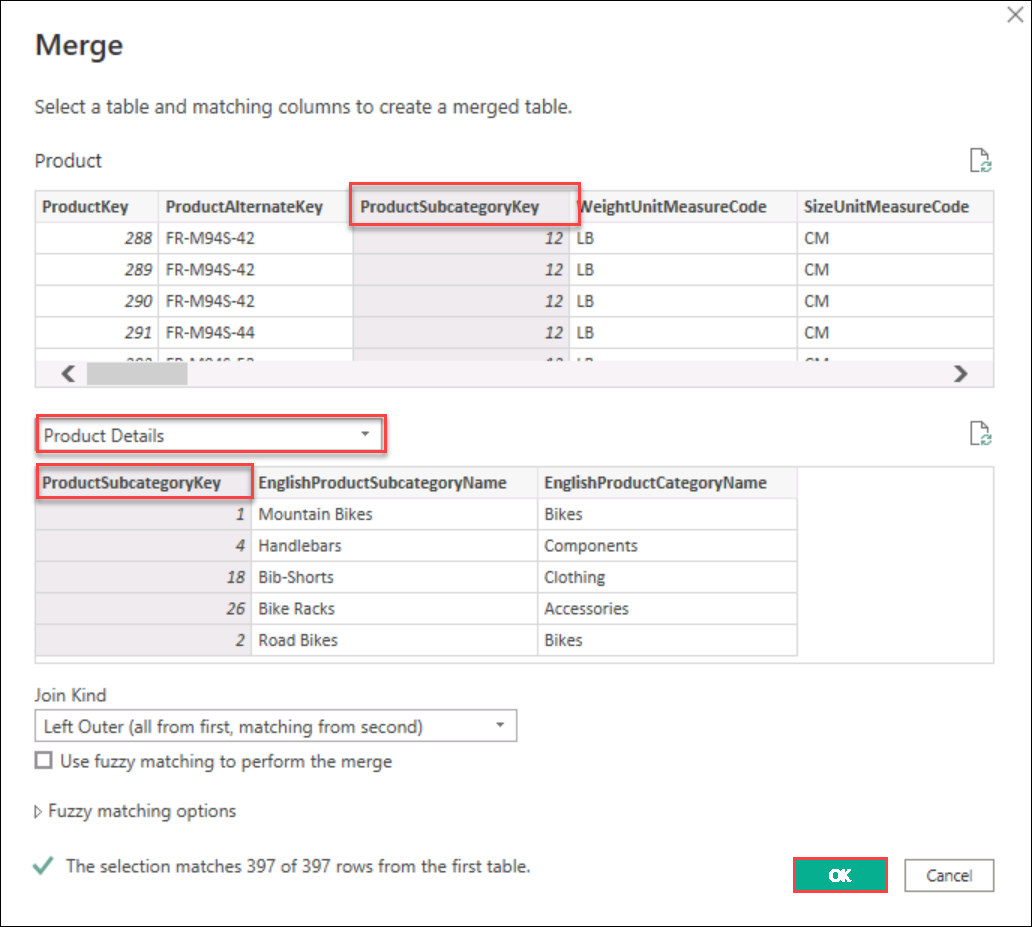 Merge
Select a table and matching columns to create a merged table.
Product
ProductKey ProductAlternateKey ProductSubcategoryKey WeightUnitMeasureCode SizeUnitMeasureCode
288 FR-M94S-42 12 LB CM
289 FR-M94S-42 12 LB CM
290 FR-M94S-42 12 LB CM
291 FR-M94S-44 12 LB CM
Product Details
ProductSubcategoryKey EnglishProductSubcategoryName EnglishProductCategoryName
1 Mountain Bikes Bikes
4 Handlebars Components
18 Bib-Shorts Clothing
26 Bike Racks Accessories
2 Road Bikes Bikes
Join Kind
Left Outer (all from first, matching from second)
Use fuzzy matching to perform the merge
Fuzzy matching options
The selection matches 397 of 397 rows from the first table.
OK Cancel